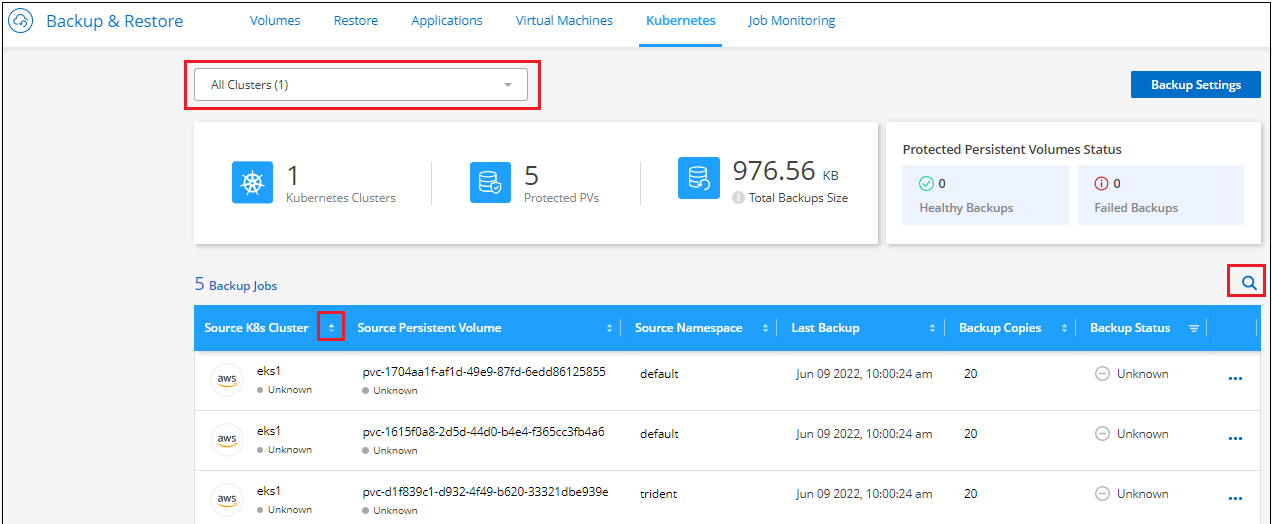 Backup & Restore Volumes Restore Applications Virtual Machines Kubernetes Job Monitoring
All Clusters (1)
Backup Settings
1
Kubernetes Clusters
5
Protected PVs
976.56 KB
Total Backups Size
Protected Persistent Volumes Status
0
Healthy Backups
0
Failed Backups
5 Backup Jobs
Source K8s Cluster Source Persistent Volume Source Namespace Last Backup Backup Copies Backup Status
aws eks1 pvc-1704aa1f-af1d-49e9-87fd-6edd86125855 default Jun 09 2022, 10:00:24 am 20 Unknown
Unknown Unknown
aws eks1 pvc-1615f0a8-2d5d-44d0-b4e4-f365cc3fb4a6 default Jun 09 2022, 10:00:24 am 20 Unknown
Unknown Unknown
aws eks1 pvc-d1f839c1-d932-4f49-b620-33321dbe939e trident Jun 09 2022, 10:00:24 am 20 Unknown
Unknown Unknown